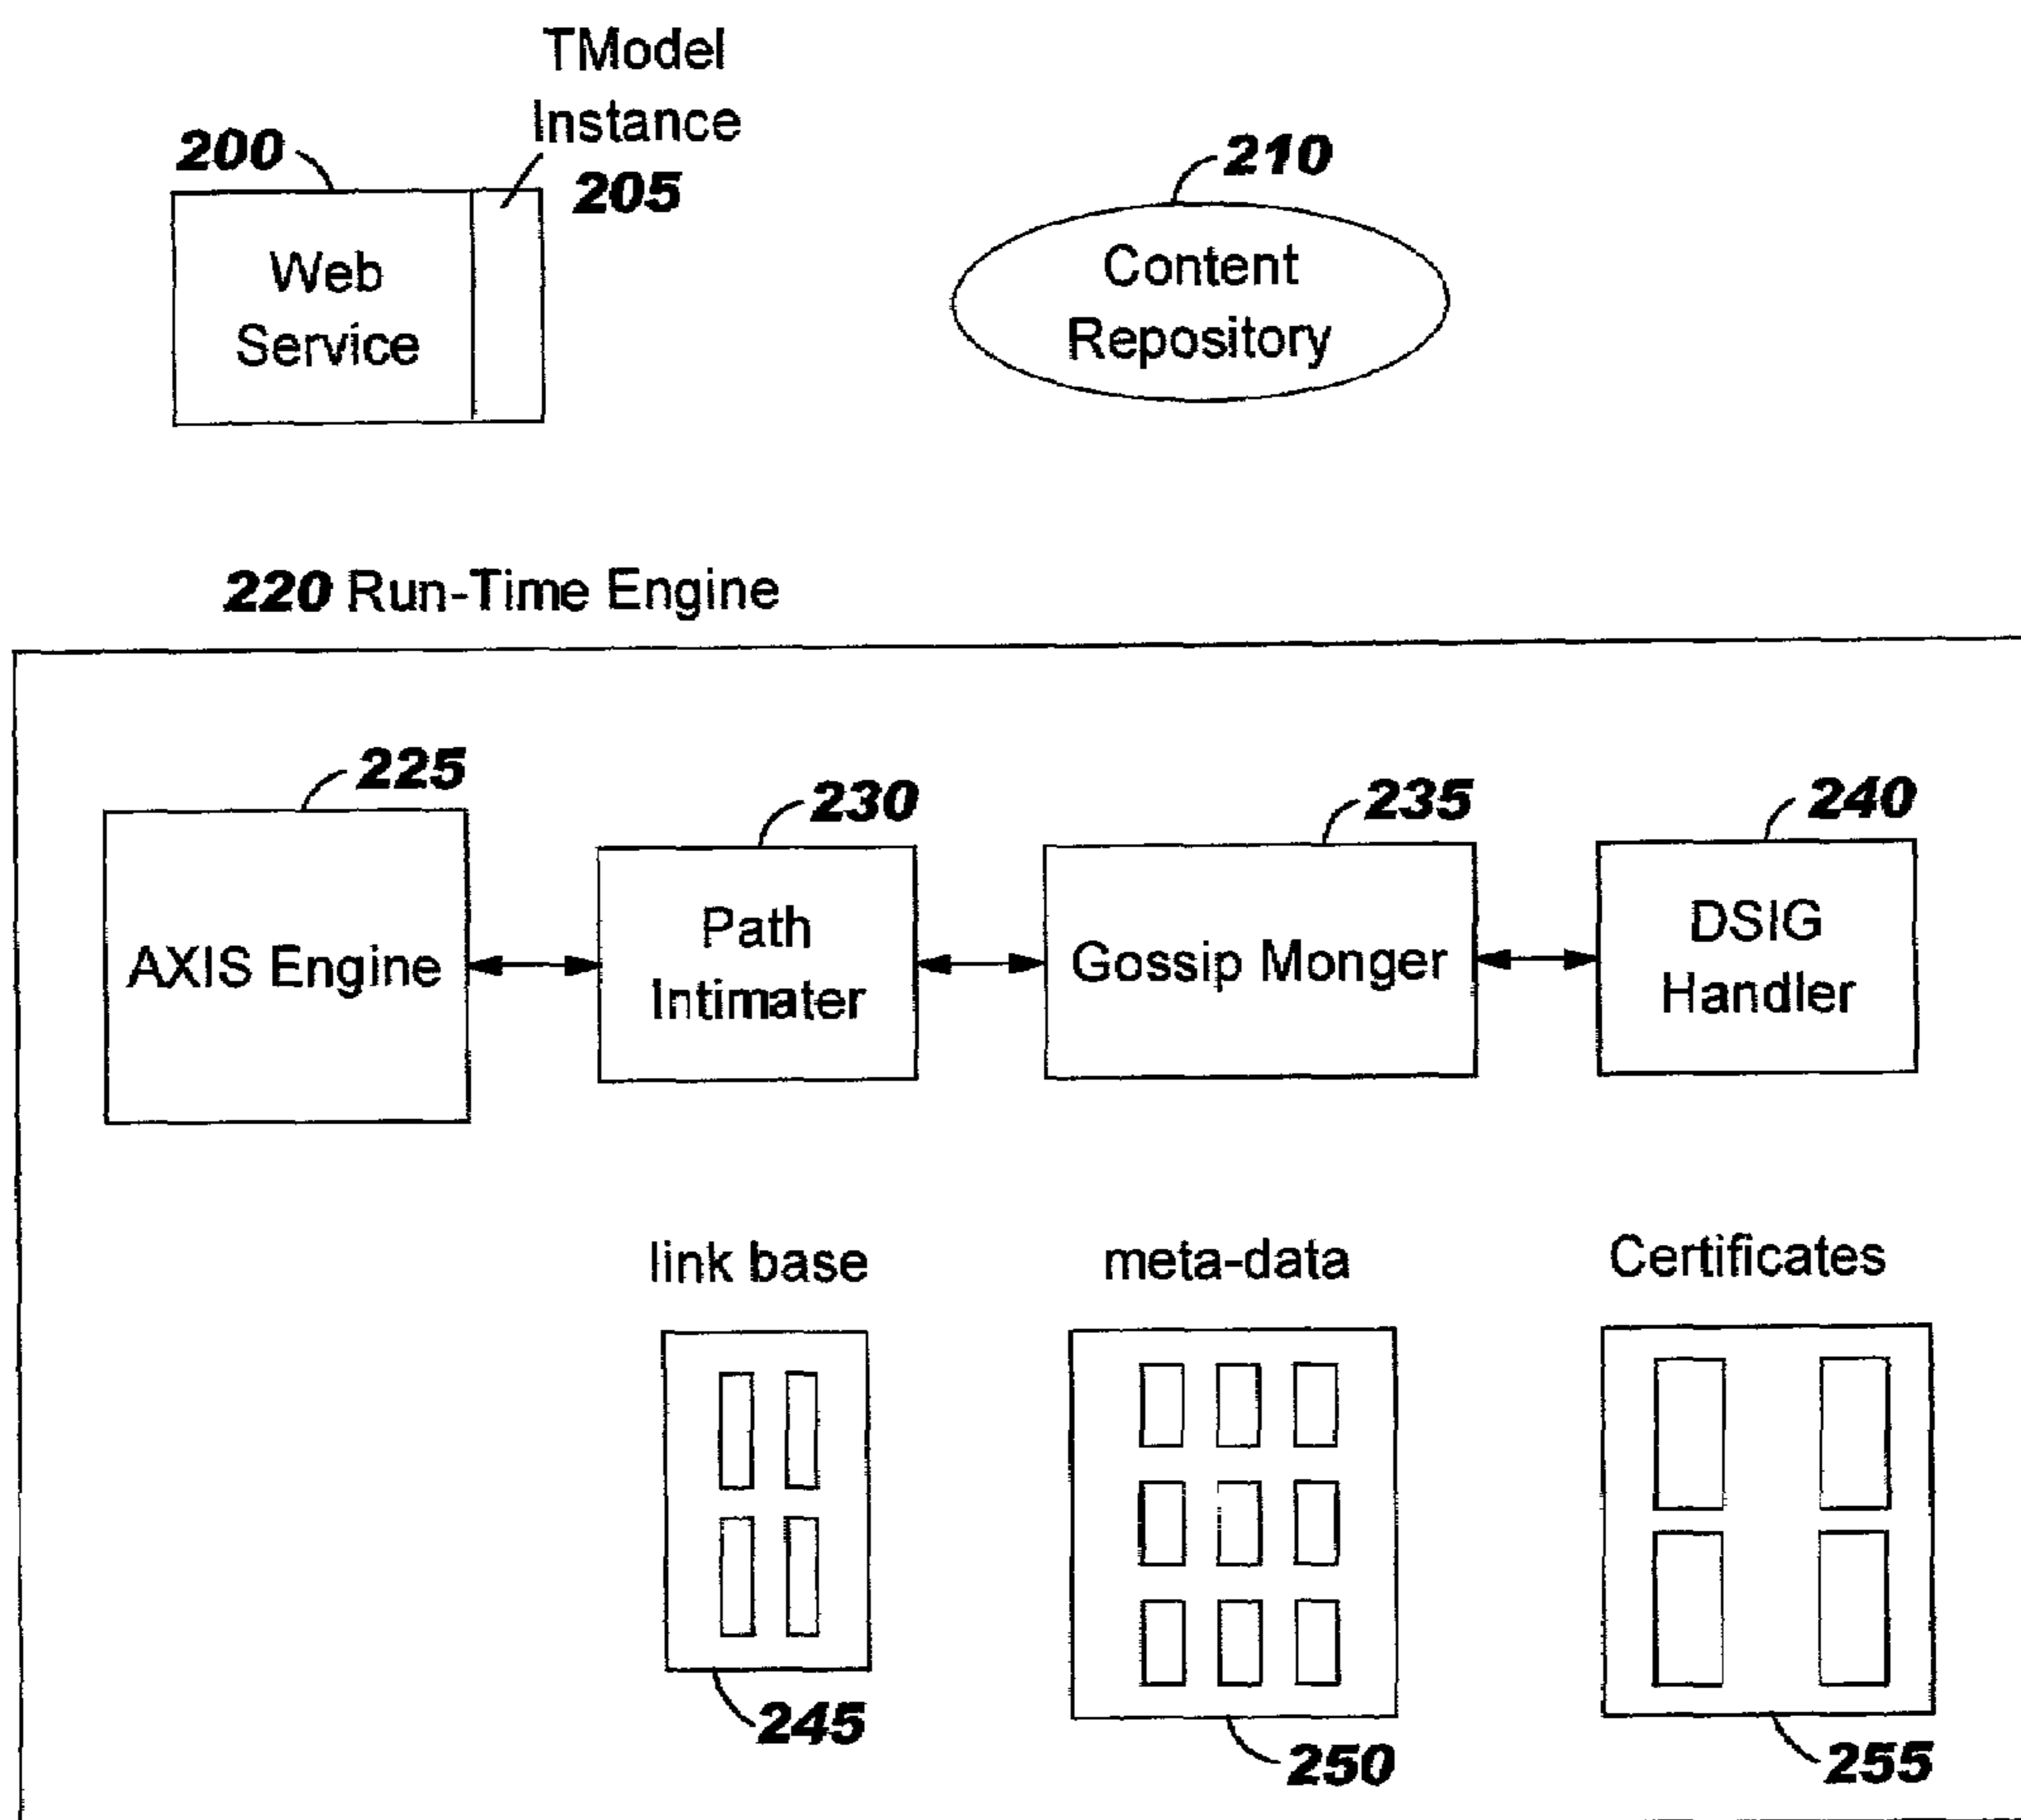 TModel
Instance
200
205
210
Web
Service
Content
Repository
220 Run-Time Engine
225
230
235
240
AXIS Engine
Path
Intimater
Gossip Monger
DSIG
Handler
link base
meta-data
Certificates
245
250
255